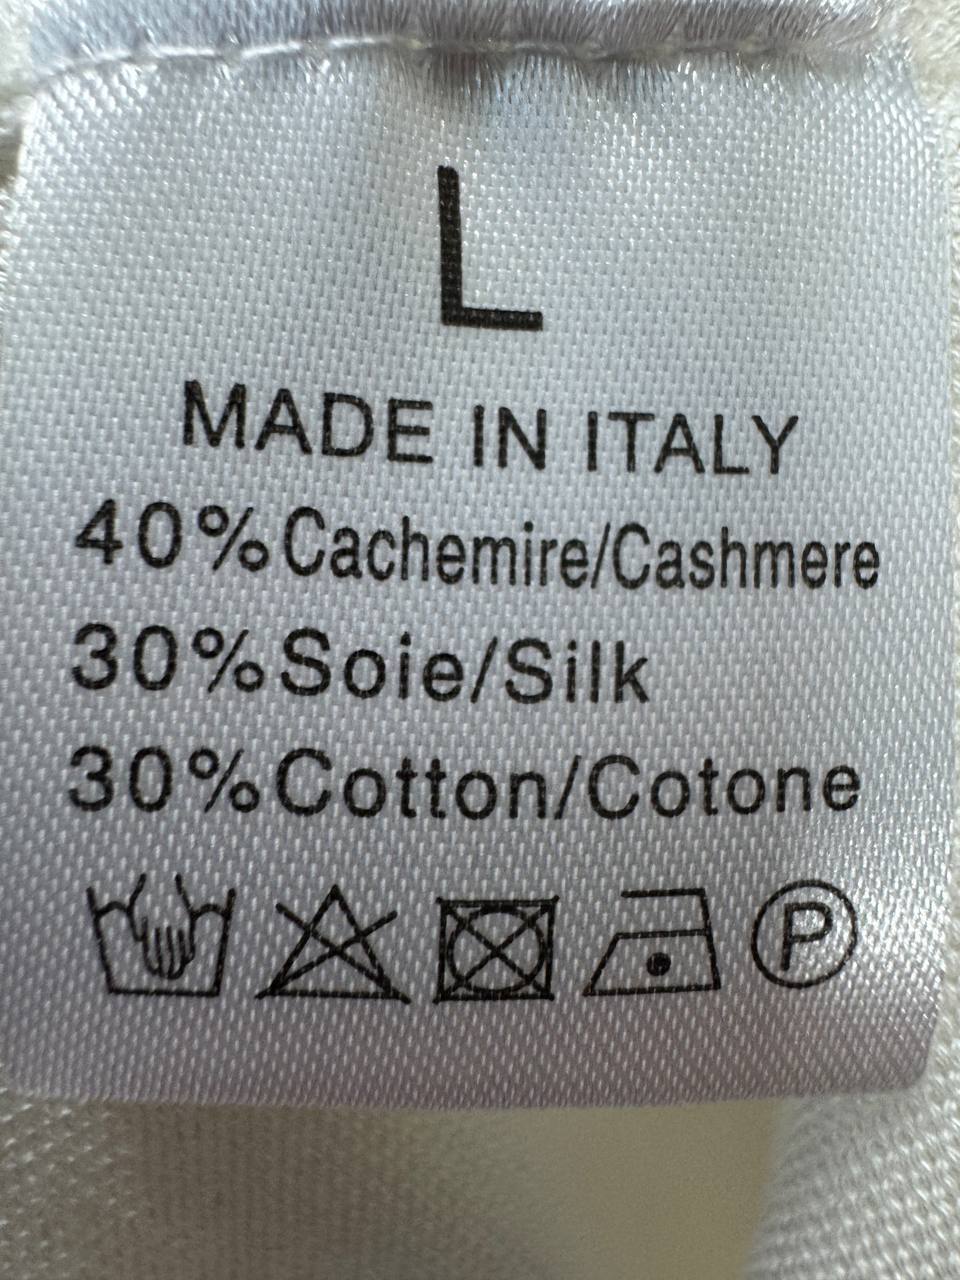 L
MADE IN ITALY
40%Cachemire/Cashmere
30%Soie/Silk
30%Cotton/Cotone
P